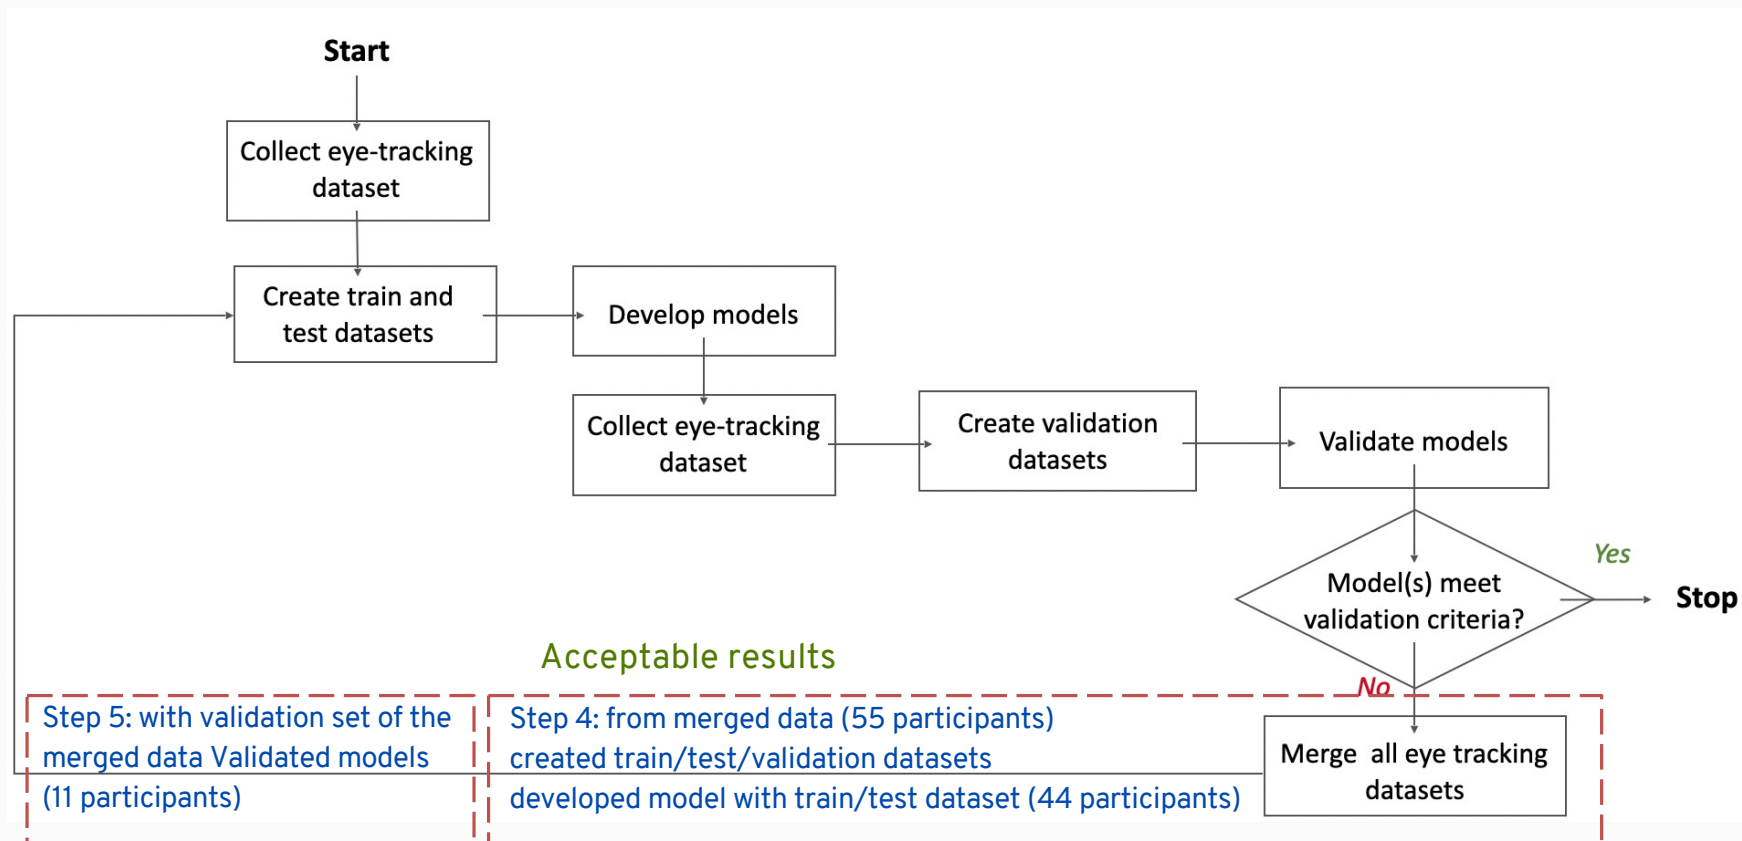 Start
Collect eye-tracking
dataset
Create train and
test datasets
Develop models
Collect eye-tracking
dataset
Create validation
datasets
Validate models
Model(s) meet
validation criteria?
Yes
Stop
No
Acceptable results
Step 5: with validation set of the
merged data Validated models
(11 participants)
Step 4: from merged data (55 participants)
created train/test/validation datasets
developed model with train/test dataset (44 participants)
Merge all eye tracking
datasets